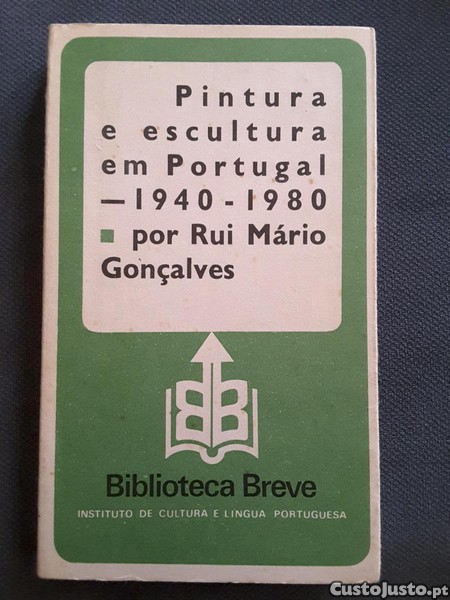 Pintura
e escultura
em Portugal
—1940-1980
▪ por Rui Mário
Gonçalves
BB
Biblioteca Breve
INSTITUTO DE CULTURA E LÍNGUA PORTUGUESA
CustoJusto.pt